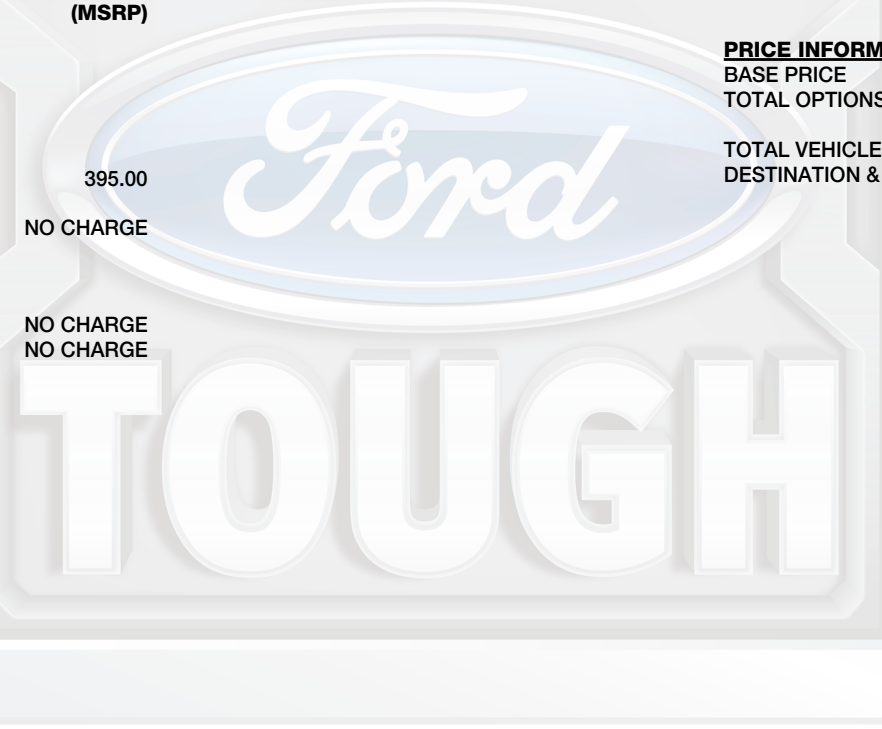 (MSRP)
395.00
NO CHARGE
NO CHARGE
NO CHARGE
PRICE INFORM
BASE PRICE
TOTAL OPTIONS
TOTAL VEHICLE
DESTINATION &
Ford
TOUGH